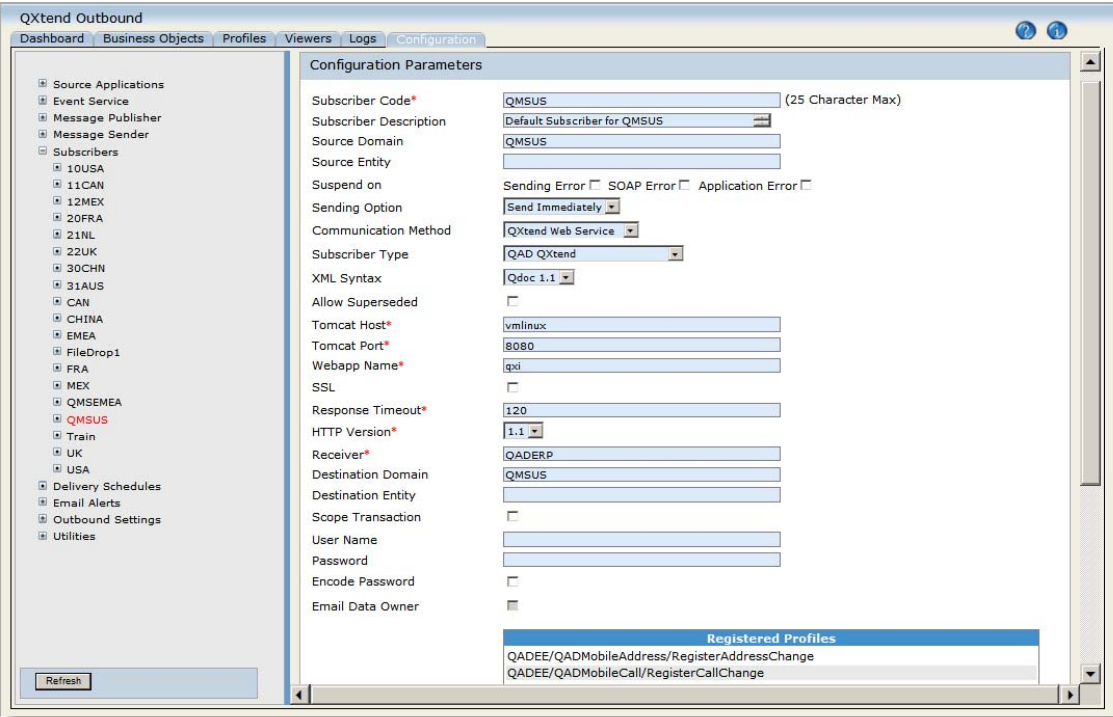 QXtend Outbound
Dashboard Business Objects Profiles Viewers Logs Configuration
Source Applications
Event Service
Message Publisher
Message Sender
Subscribers
10USA
11CAN
12MEX
20FRA
21NL
22UK
30CHN
31AUS
CAN
CHINA
EMEA
FileDrop1
FRA
MEX
QMSEMEA
QMSUS
Train
UK
USA
Delivery Schedules
Email Alerts
Outbound Settings
Utilities
Refresh
Configuration Parameters
Subscriber Code* QMSUS (25 Character Max)
Subscriber Description Default Subscriber for QMSUS
Source Domain QMSUS
Source Entity
Suspend on Sending Error SOAP Error Application Error
Sending Option Send Immediately
Communication Method QXtend Web Service
Subscriber Type QAD QXtend
XML Syntax Qdoc 1.1
Allow Superseded
Tomcat Host* vmlinux
Tomcat Port* 8080
Webapp Name* qxi
SSL
Response Timeout* 120
HTTP Version* 1.1
Receiver* QADERP
Destination Domain QMSUS
Destination Entity
Scope Transaction
User Name
Password
Encode Password
Email Data Owner
Registered Profiles
QADEE/QADMobileAddress/RegisterAddressChange
QADEE/QADMobileCall/RegisterCallChange